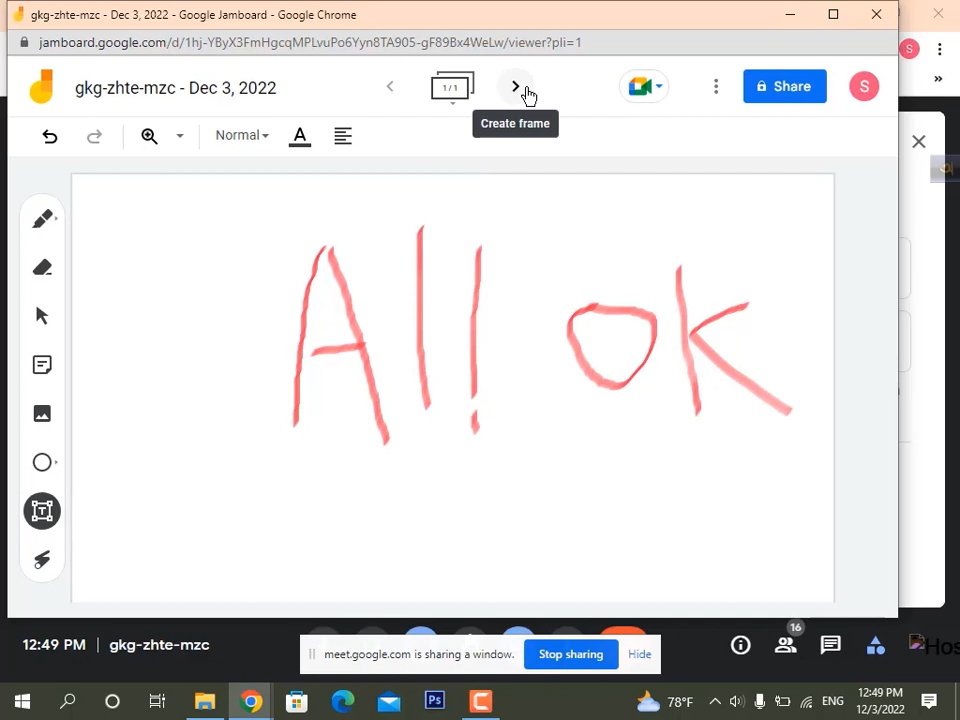 gkg-zhte-mzc - Dec 3, 2022 - Google Jamboard - Google Chrome
jamboard.google.com/d/1hj-YByX3FmHgcqMPLvuPo6Yyn8TA905-gF89Bx4WeLw/viewer?pli=1
S
gkg-zhte-mzc - Dec 3, 2022
1/1
Share
S
Create frame
Normal
A
All ok
T
12:49 PM
gkg-zhte-mzc
meet.google.com is sharing a window.
Stop sharing
Hide
16
Hos
Ps
78°F
ENG
12:49 PM
12/3/2022